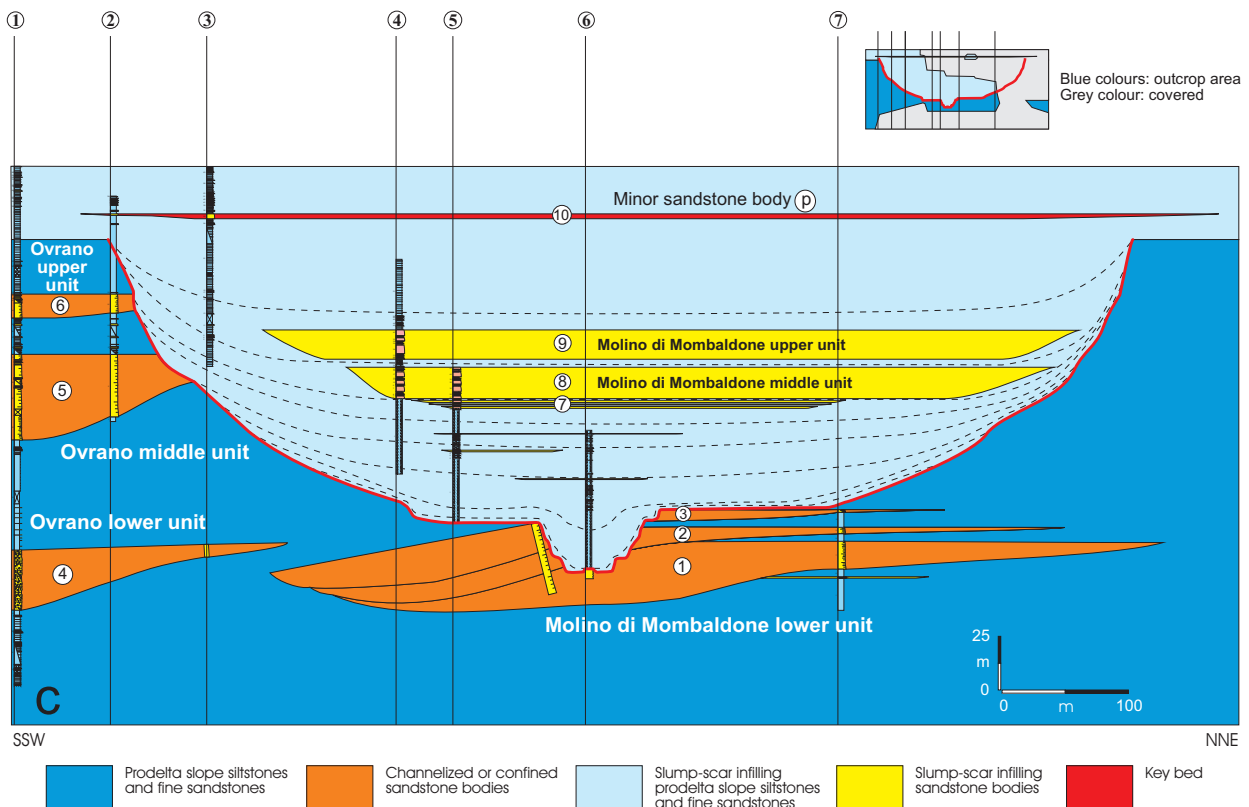 ① ② ③ ④ ⑤ ⑥ ⑦
Blue colours: outcrop area
Grey colour: covered
Minor sandstone body ⓟ
10
Ovrano
upper
unit
6
9 Molino di Mombaldone upper unit
8 Molino di Mombaldone middle unit
5
7
Ovrano middle unit
Ovrano lower unit
3
2
4
1
Molino di Mombaldone lower unit
25
m
0
0 m 100
C
SSW NNE
Prodelta slope siltstones
and fine sandstones
Channelized or confined
sandstone bodies
Slump-scar infilling
prodelta slope siltstones
and fine sandstones
Slump-scar infilling
sandstone bodies
Key bed